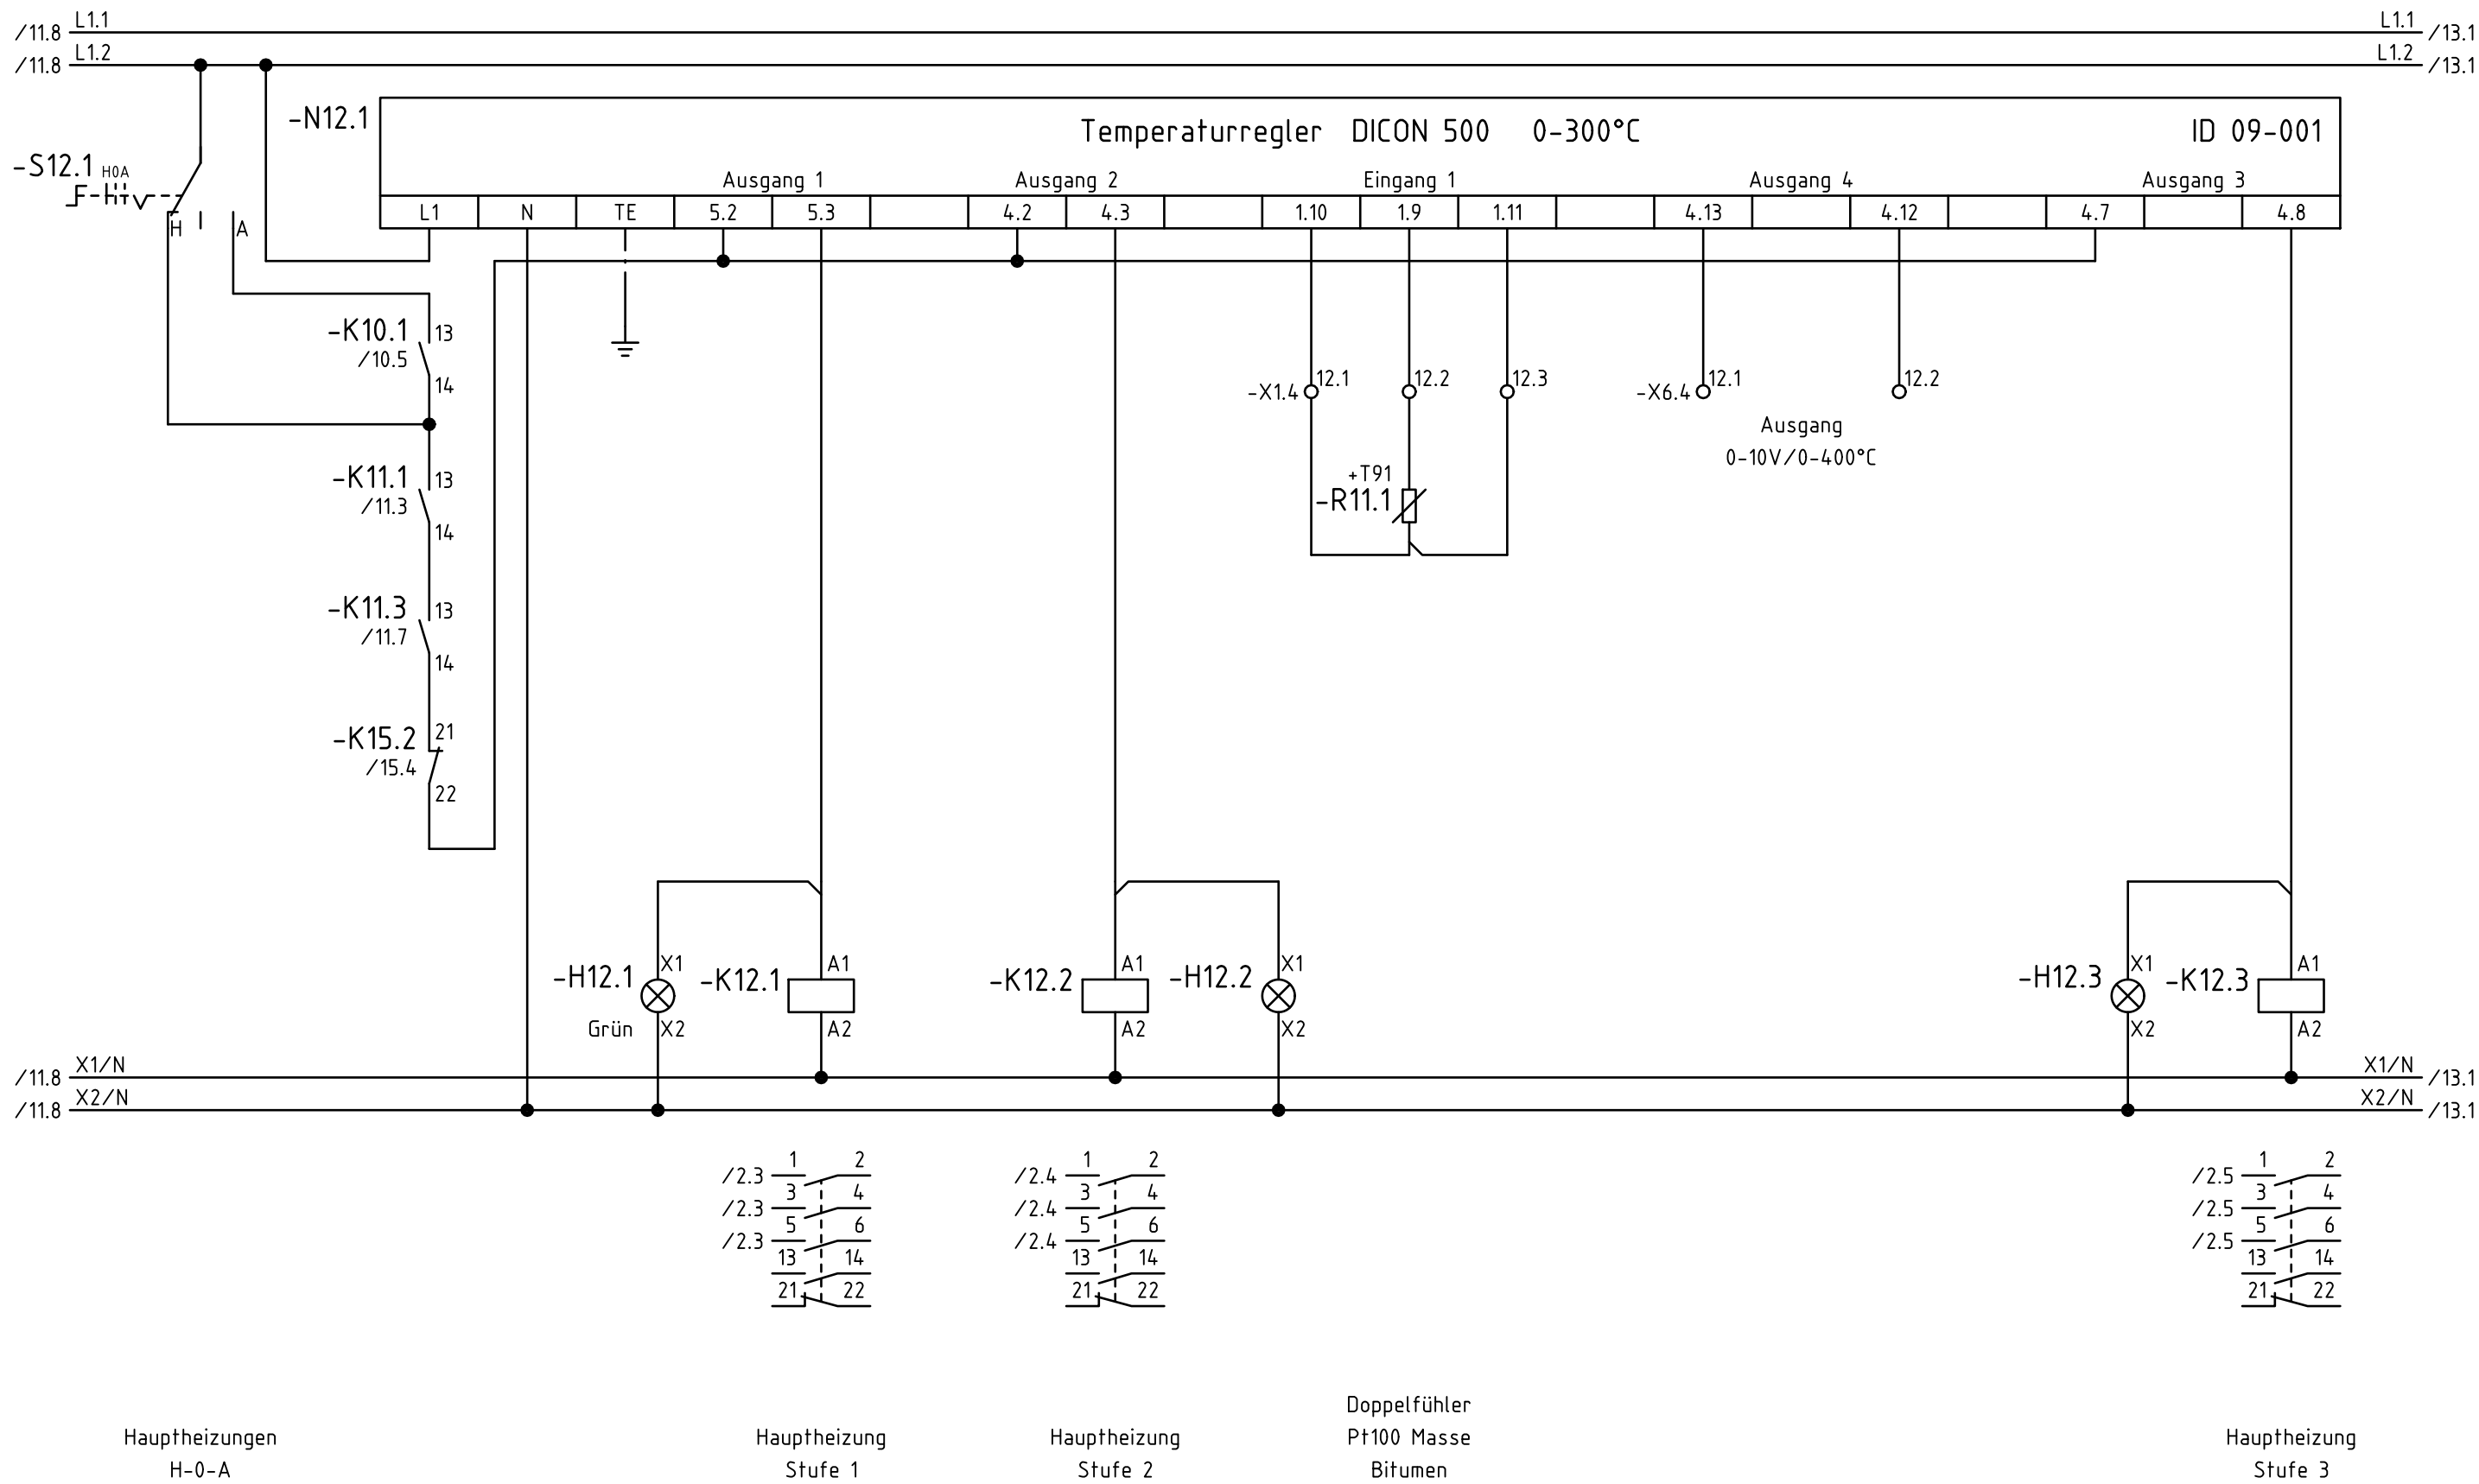 L1.1 L1.1
/11.8 /13.1
L1.2 L1.2
/11.8 /13.1
-N12.1
Temperaturregler DICON 500 0-300°C ID 09-001
-S12.1 H0A
Ausgang 1 Ausgang 2 Eingang 1 Ausgang 4 Ausgang 3
L1 N TE 5.2 5.3 4.2 4.3 1.10 1.9 1.11 4.13 4.12 4.7 4.8
H A
-K10.1 13
/10.5
14
-X1.4 12.1 12.2 12.3 -X6.4 12.1 12.2
Ausgang
0-10V/0-400°C
-K11.1 13
/11.3
14
+T91
-R11.1
-K11.3 13
/11.7
14
-K15.2 21
/15.4
22
-H12.1 X1 -K12.1 A1 -K12.2 A1 -H12.2 X1 -H12.3 X1 -K12.3 A1
Grün X2 A2 A2 X2 X2 A2
X1/N X1/N
/11.8 /13.1
X2/N X2/N
/11.8 /13.1
1 2 1 2 1 2
/2.3 /2.4 /2.5
3 4 3 4 3 4
/2.3 /2.4 /2.5
5 6 5 6 5 6
/2.3 /2.4 /2.5
13 14 13 14 13 14
21 22 21 22 21 22
Doppelfühler
Hauptheizungen Hauptheizung Hauptheizung Pt100 Masse Hauptheizung
H-0-A Stufe 1 Stufe 2 Bitumen Stufe 3